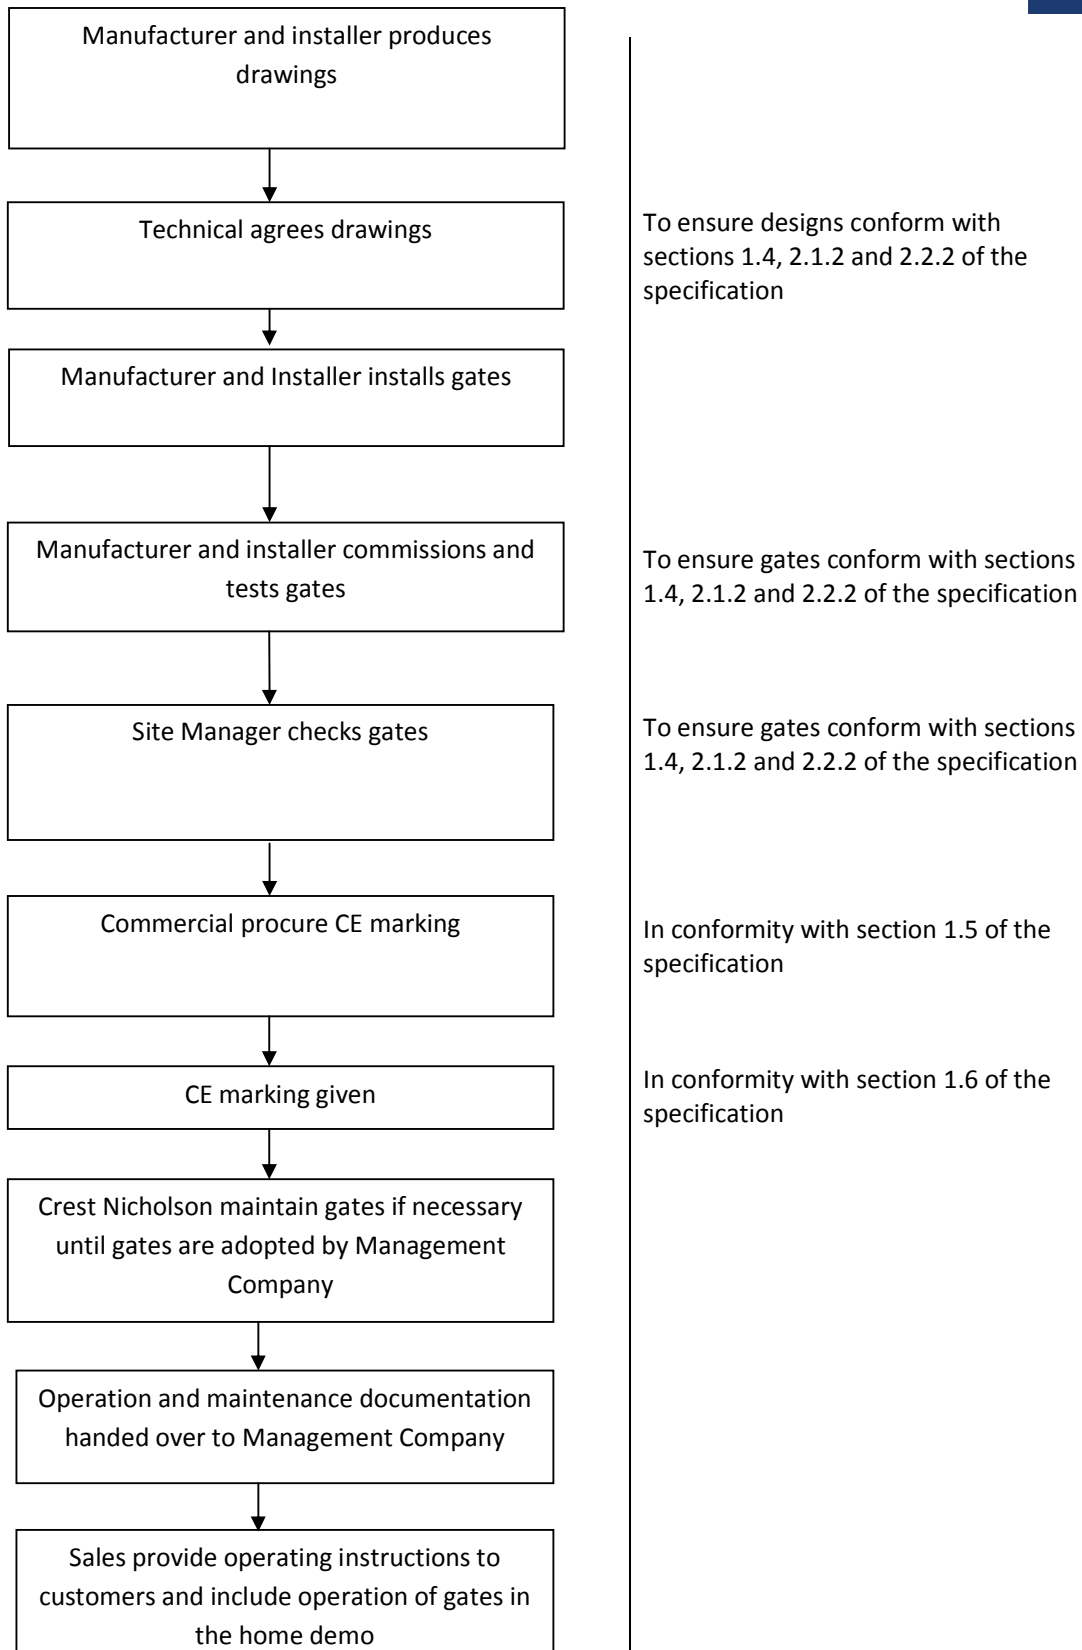 Manufacturer and installer produces
drawings
Technical agrees drawings
To ensure designs conform with
sections 1.4, 2.1.2 and 2.2.2 of the
specification
Manufacturer and Installer installs gates
Manufacturer and installer commissions and
tests gates
To ensure gates conform with sections
1.4, 2.1.2 and 2.2.2 of the specification
Site Manager checks gates
To ensure gates conform with sections
1.4, 2.1.2 and 2.2.2 of the specification
Commercial procure CE marking
In conformity with section 1.5 of the
specification
CE marking given
In conformity with section 1.6 of the
specification
Crest Nicholson maintain gates if necessary
until gates are adopted by Management
Company
Operation and maintenance documentation
handed over to Management Company
Sales provide operating instructions to
customers and include operation of gates in
the home demo